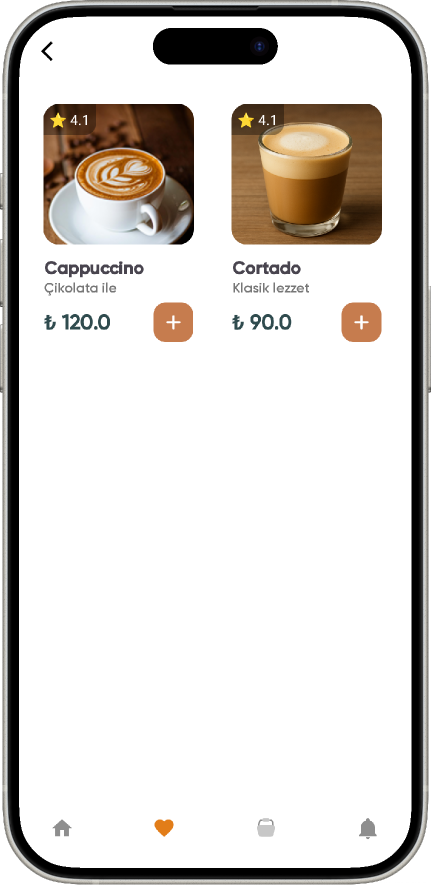 4.1
4.1
Cappuccino
Çikolata ile
₺ 120.0
+
Cortado
Klasik lezzet
₺ 90.0
+